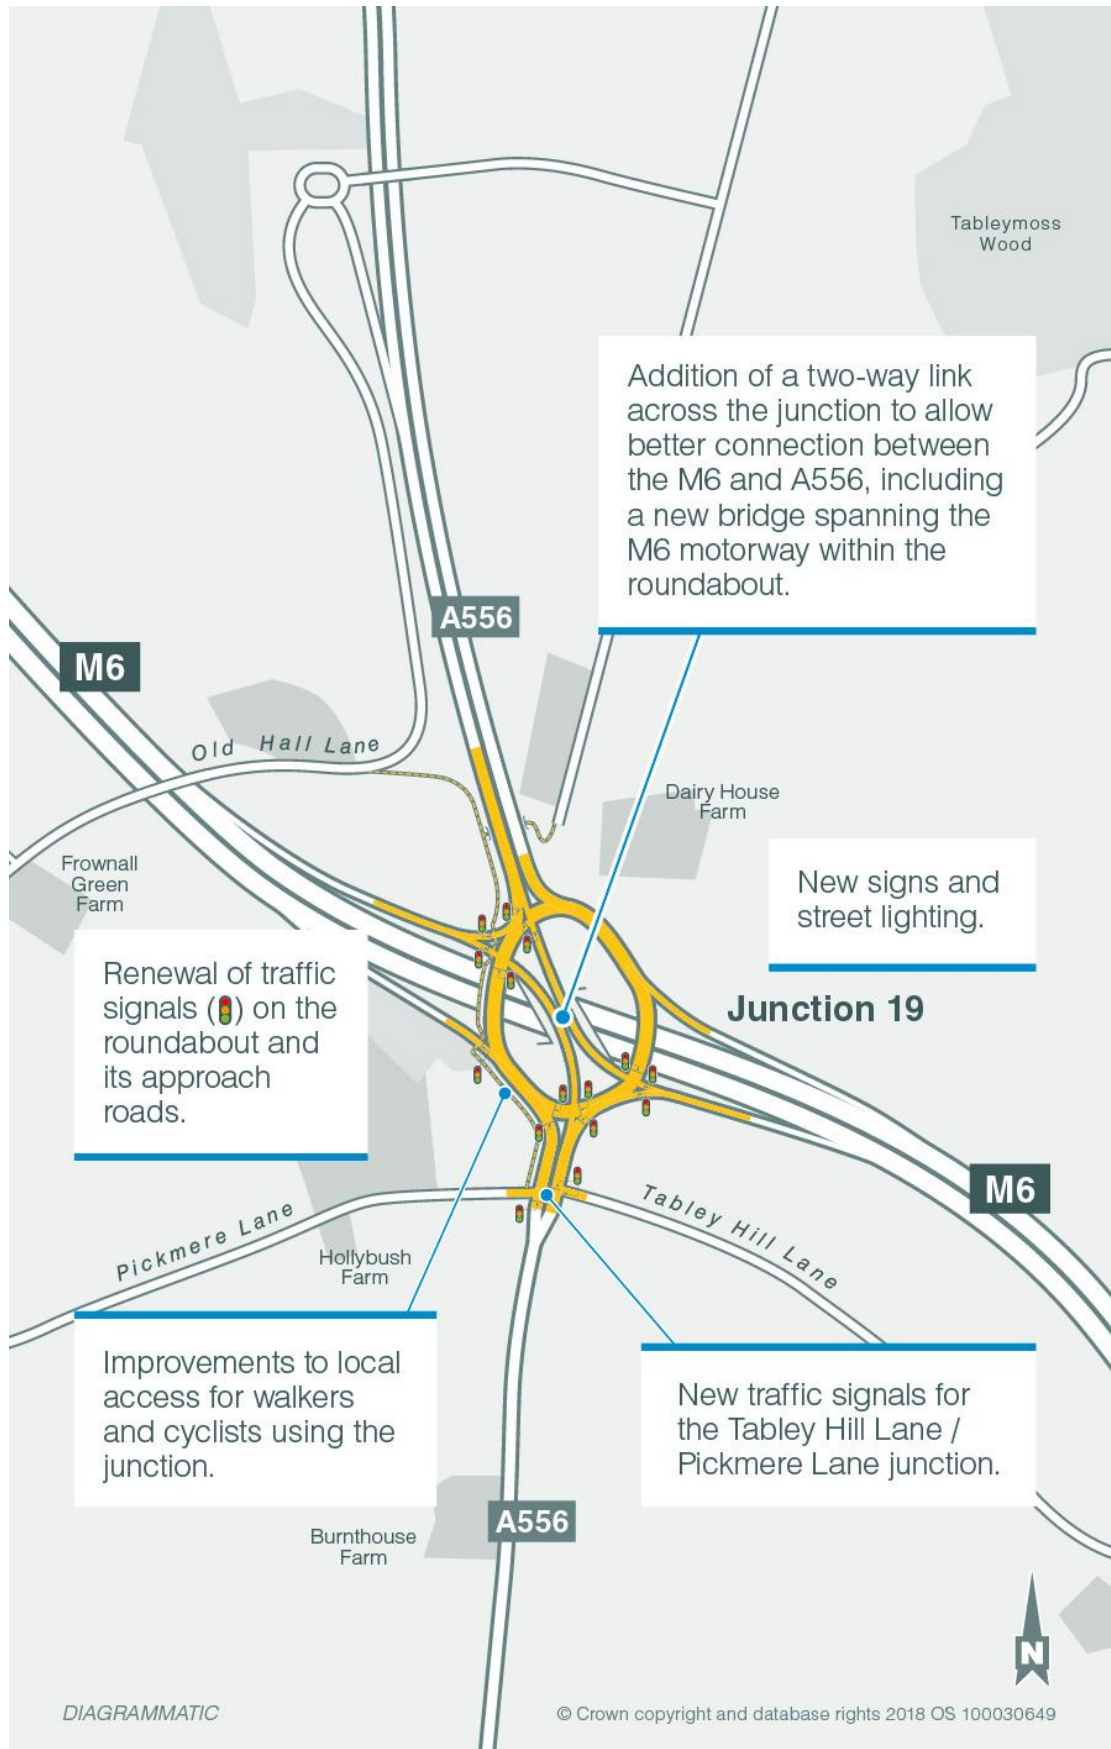 Tableymoss
Wood
Addition of a two-way link
across the junction to allow
better connection between
the M6 and A556, including
a new bridge spanning the
M6 motorway within the
roundabout.
A556
M6
Old Hall Lane
Dairy House
Farm
Frownall
Green
Farm
New signs and
street lighting.
Renewal of traffic
signals ( ) on the
roundabout and
its approach
roads.
Junction 19
M6
Pickmere Lane
Tabley Hill Lane
Hollybush
Farm
Improvements to local
access for walkers
and cyclists using the
junction.
New traffic signals for
the Tabley Hill Lane /
Pickmere Lane junction.
A556
Burnthouse
Farm
N
DIAGRAMMATIC
© Crown copyright and database rights 2018 OS 100030649